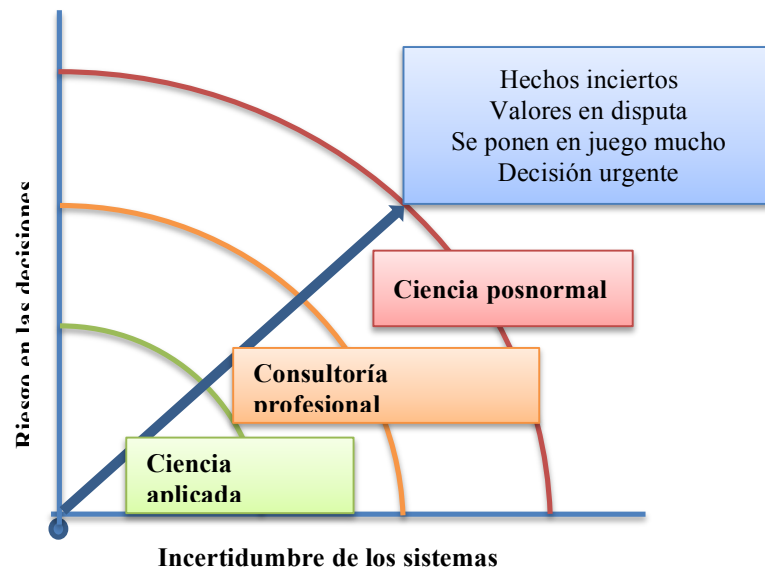 Hechos inciertos
Valores en disputa
Se ponen en juego mucho
Decisión urgente
Riesgo en las decisiones
Ciencia posnormal
Consultoría
profesional
Ciencia
aplicada
Incertidumbre de los sistemas